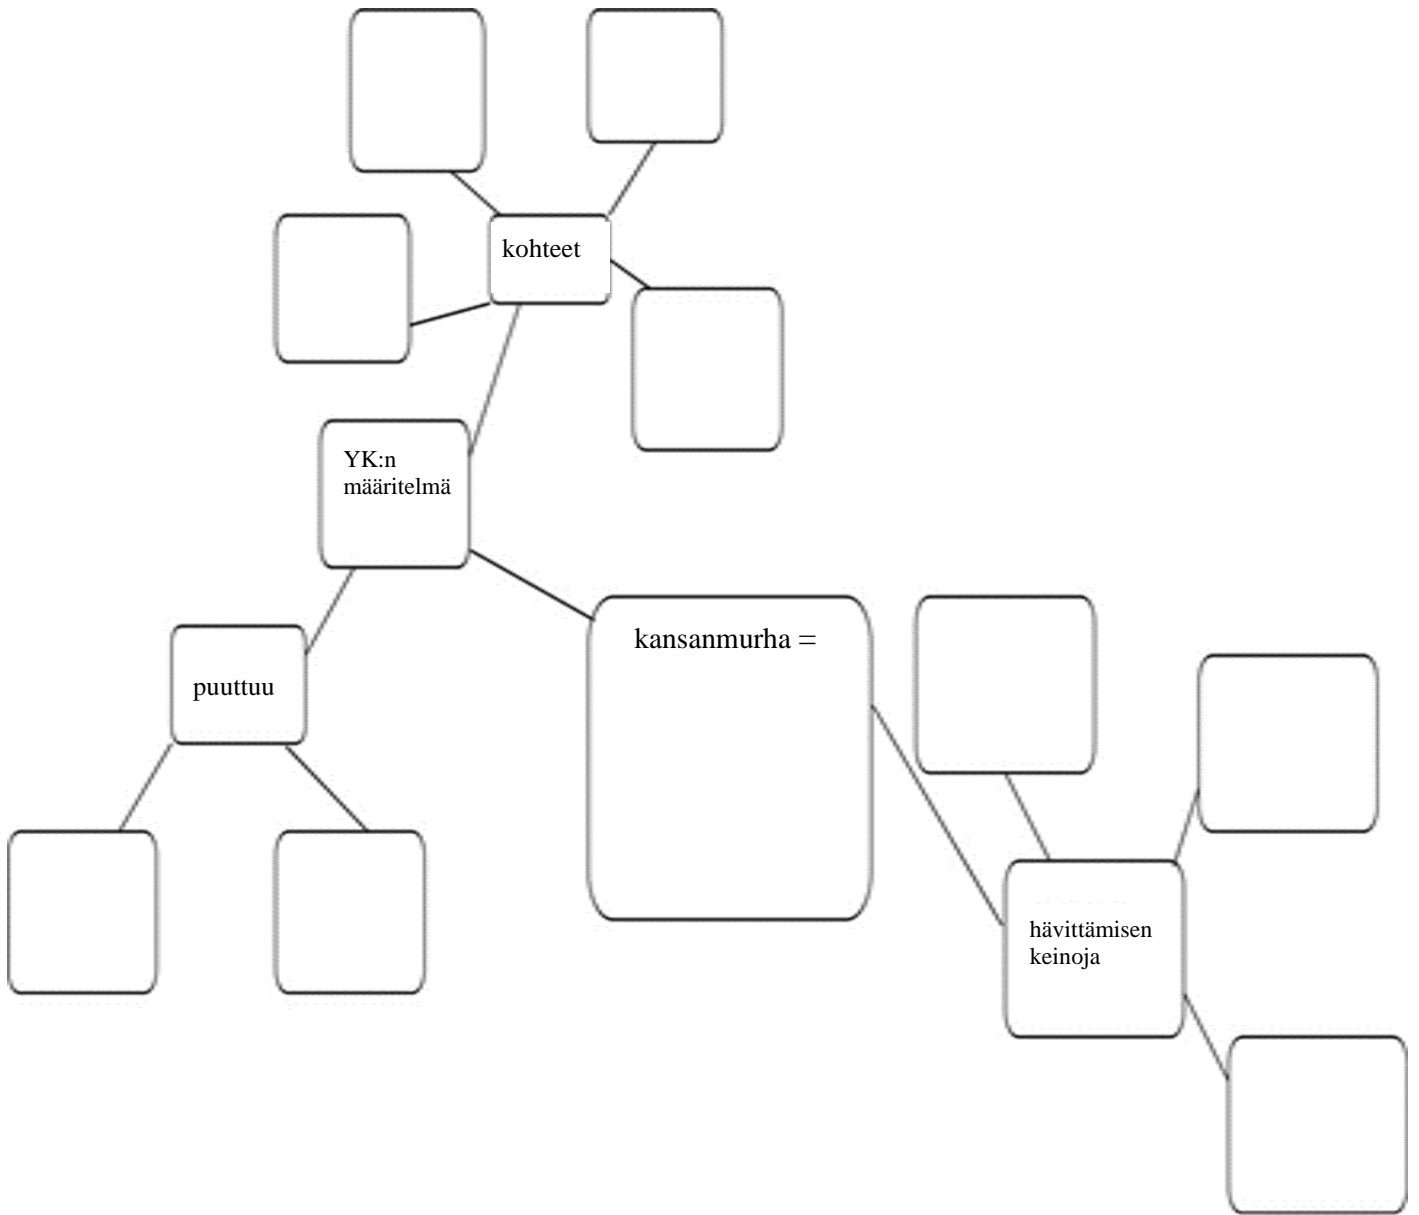 kohteet
YK:n
määritelmä
kansanmurha =
puuttuu
hävittämisen
keinoja